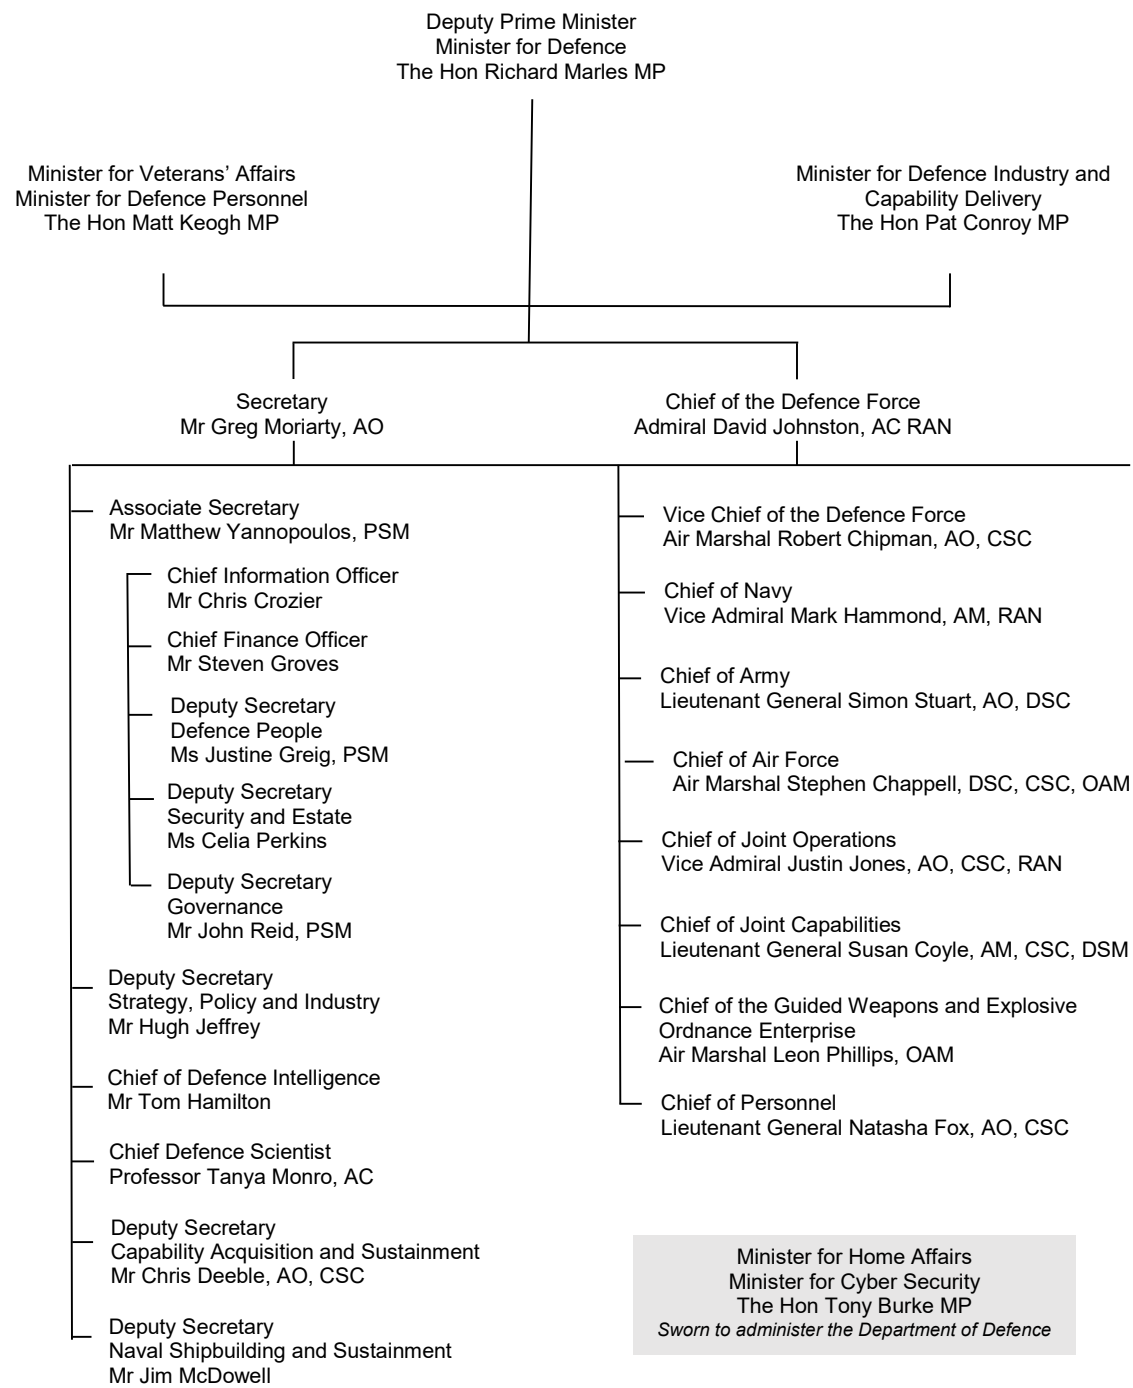 Deputy Prime Minister
Minister for Defence
The Hon Richard Marles MP
Minister for Veterans’ Affairs
Minister for Defence Personnel
The Hon Matt Keogh MP
Minister for Defence Industry and
Capability Delivery
The Hon Pat Conroy MP
Secretary
Mr Greg Moriarty, AO
Chief of the Defence Force
Admiral David Johnston, AC RAN
Associate Secretary
Mr Matthew Yannopoulos, PSM
Chief Information Officer
Mr Chris Crozier
Chief Finance Officer
Mr Steven Groves
Deputy Secretary
Defence People
Ms Justine Greig, PSM
Deputy Secretary
Security and Estate
Ms Celia Perkins
Deputy Secretary
Governance
Mr John Reid, PSM
Deputy Secretary
Strategy, Policy and Industry
Mr Hugh Jeffrey
Chief of Defence Intelligence
Mr Tom Hamilton
Chief Defence Scientist
Professor Tanya Monro, AC
Deputy Secretary
Capability Acquisition and Sustainment
Mr Chris Deeble, AO, CSC
Deputy Secretary
Naval Shipbuilding and Sustainment
Mr Jim McDowell
Vice Chief of the Defence Force
Air Marshal Robert Chipman, AO, CSC
Chief of Navy
Vice Admiral Mark Hammond, AM, RAN
Chief of Army
Lieutenant General Simon Stuart, AO, DSC
Chief of Air Force
Air Marshal Stephen Chappell, DSC, CSC, OAM
Chief of Joint Operations
Vice Admiral Justin Jones, AO, CSC, RAN
Chief of Joint Capabilities
Lieutenant General Susan Coyle, AM, CSC, DSM
Chief of the Guided Weapons and Explosive
Ordnance Enterprise
Air Marshal Leon Phillips, OAM
Chief of Personnel
Lieutenant General Natasha Fox, AO, CSC
Minister for Home Affairs
Minister for Cyber Security
The Hon Tony Burke MP
Sworn to administer the Department of Defence